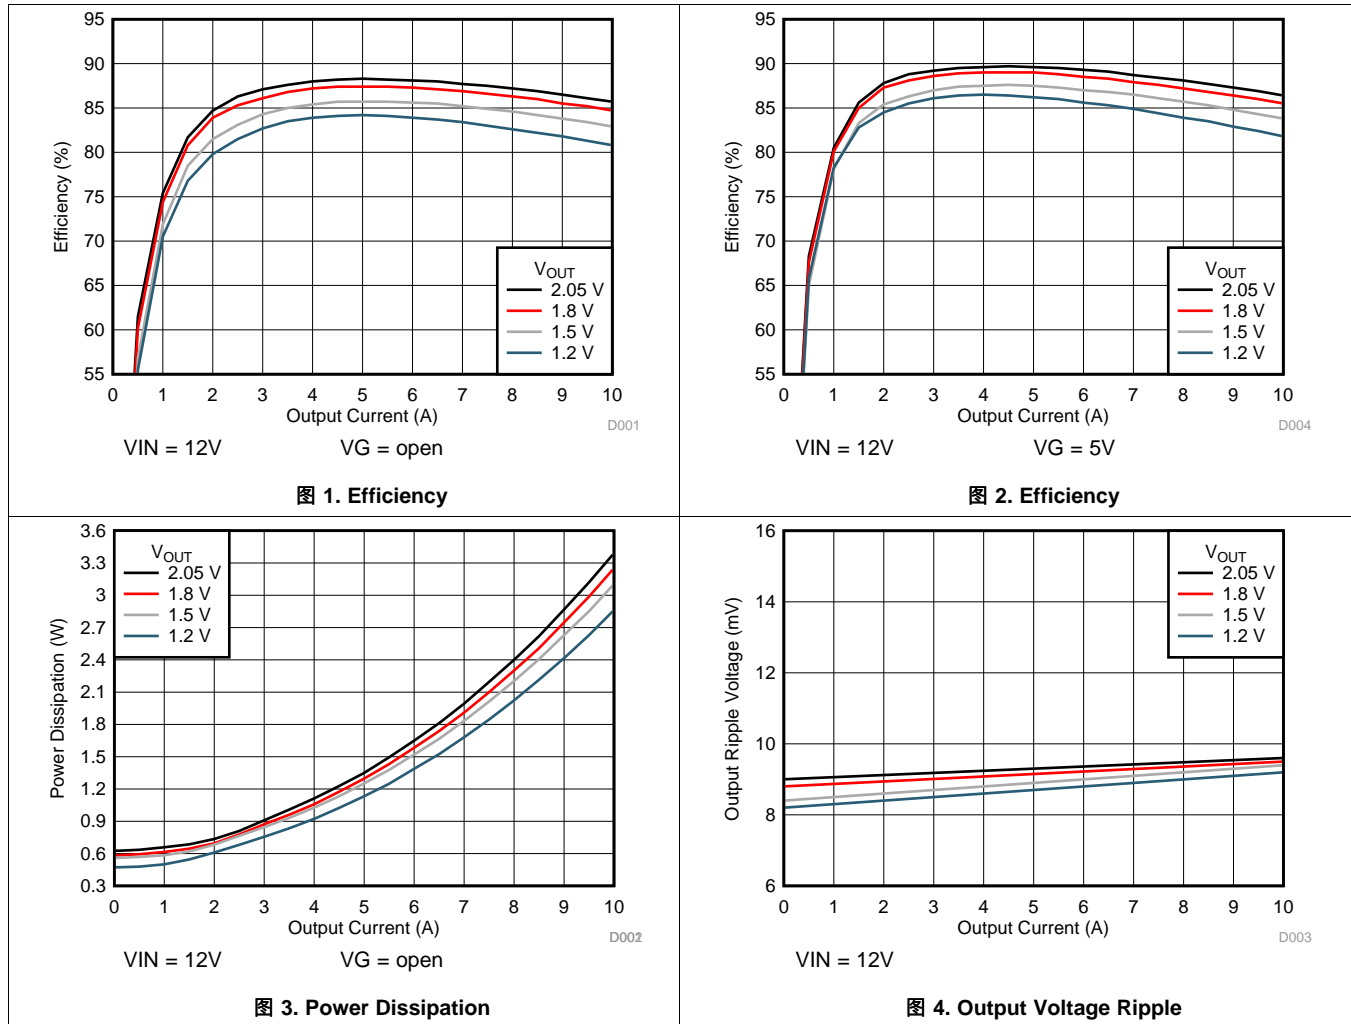 95
90
85
80
75
70
65
60
55
Efficiency (%)
V_OUT
2.05 V
1.8 V
1.5 V
1.2 V
0 1 2 3 4 5 6 7 8 9 10
Output Current (A)
D001
VIN = 12V VG = open
图 1. Efficiency
95
90
85
80
75
70
65
60
55
Efficiency (%)
V_OUT
2.05 V
1.8 V
1.5 V
1.2 V
0 1 2 3 4 5 6 7 8 9 10
Output Current (A)
D004
VIN = 12V VG = 5V
图 2. Efficiency
3.6
3.3
3
2.7
2.4
2.1
1.8
1.5
1.2
0.9
0.6
0.3
Power Dissipation (W)
V_OUT
2.05 V
1.8 V
1.5 V
1.2 V
0 1 2 3 4 5 6 7 8 9 10
Output Current (A)
VIN = 12V VG = open
图 3. Power Dissipation
16
14
12
10
8
6
Output Ripple Voltage (mV)
V_OUT
2.05 V
1.8 V
1.5 V
1.2 V
0 1 2 3 4 5 6 7 8 9 10
Output Current (A)
D003
VIN = 12V
图 4. Output Voltage Ripple